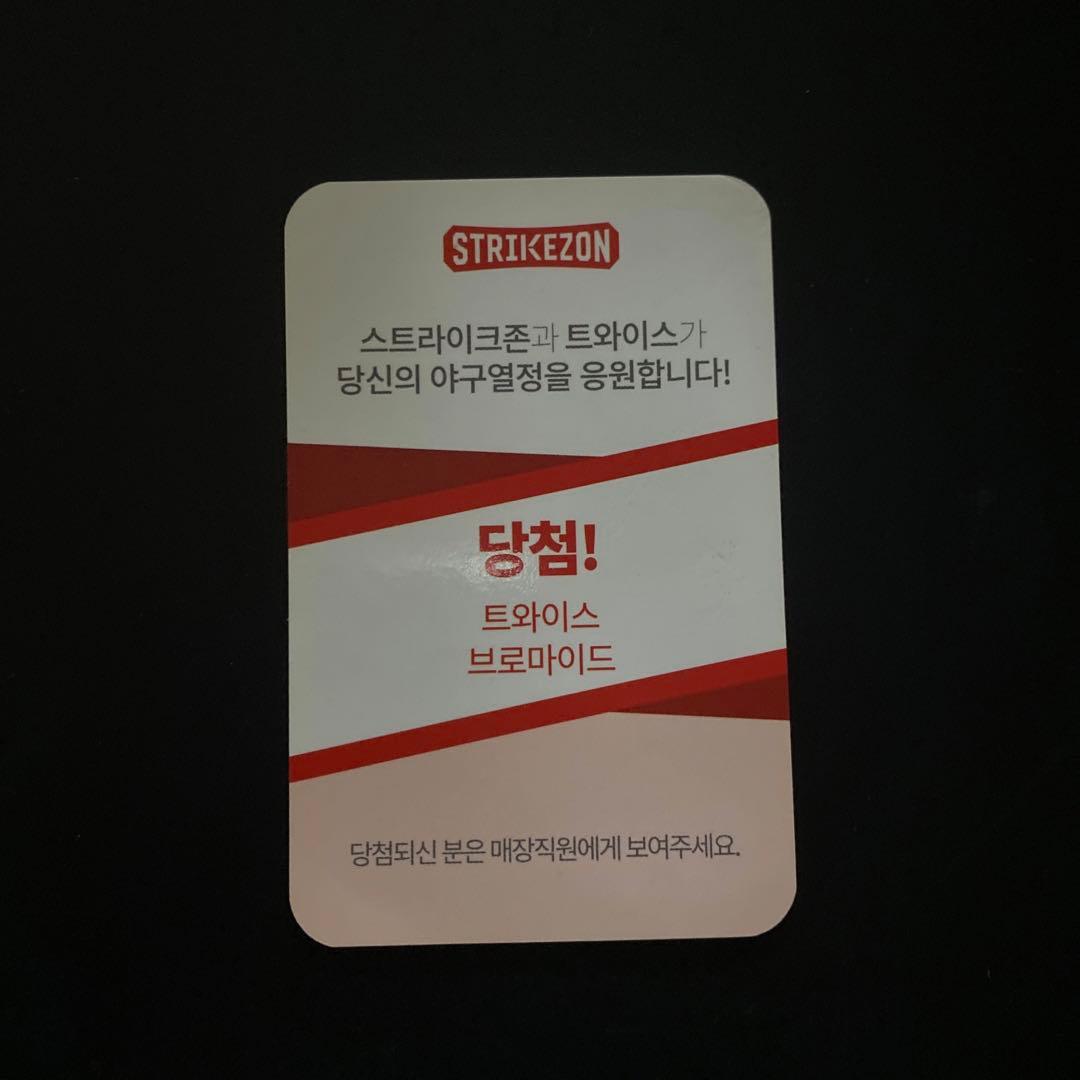 STRIKEZON
스트라이크존과 트와이스가
당신의 야구열정을 응원합니다!
당첨!
트와이스
브로마이드
당첨되신 분은 매장직원에게 보여주세요.